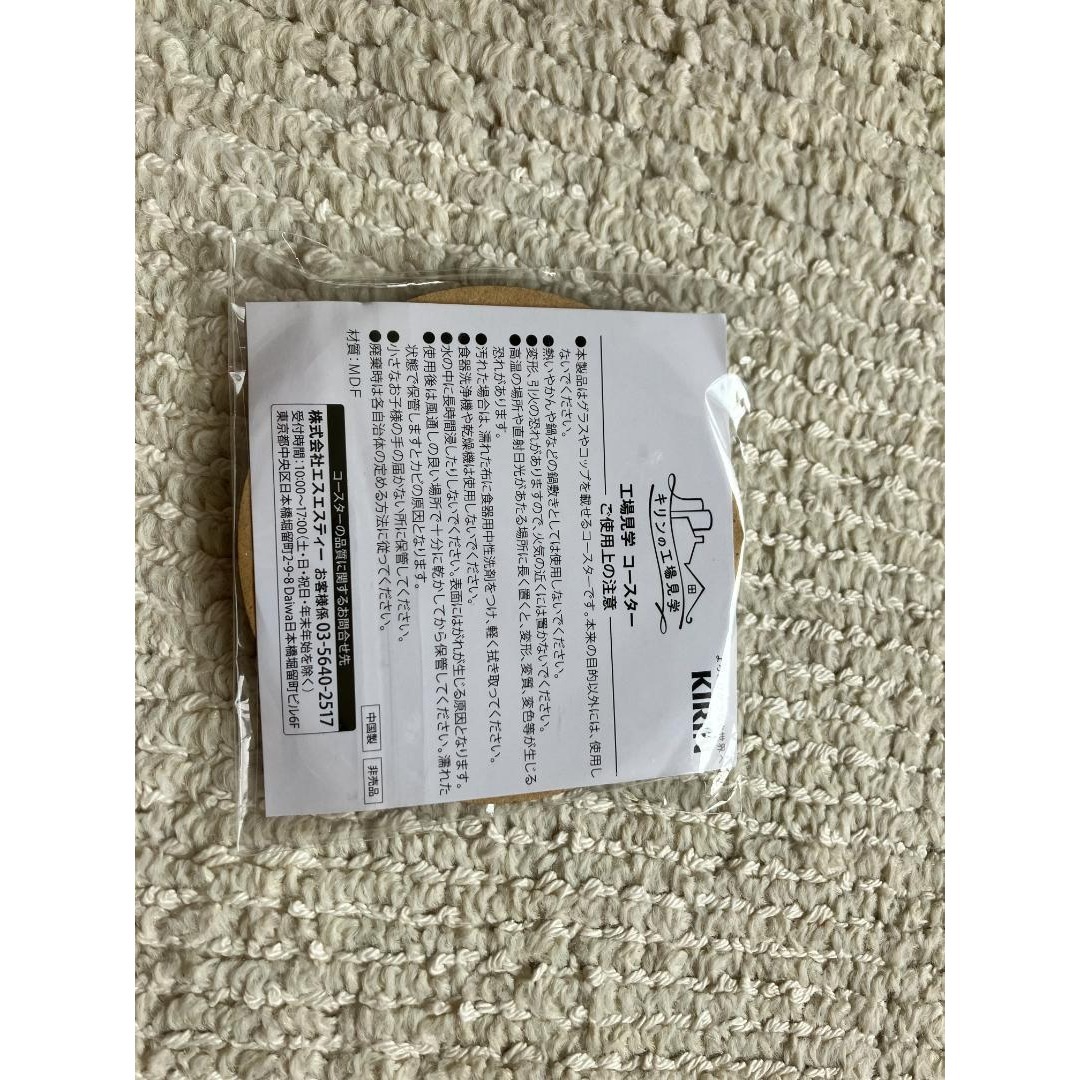 KIRIN
キリンの工場見学
工場見学 コースター
ご使用上の注意
●本製品はグラスやコップを載せるコースターです。本来の目的以外には、使用し
ないでください。
●熱いやかんや鍋などの鍋敷きとしては使用しないでください。
●変形、引火の恐れがありますので、火気の近くには置かないでください。
●高温の場所や直射日光があたる場所に長く置くと、変形、変質、変色等が生じる
恐れがあります。
●汚れた場合は、濡れた布に食器用中性洗剤をつけ、軽く拭き取ってください。
●食器洗浄機や乾燥機は使用しないでください。
●水の中に長時間浸したりしないでください。表面にはがれが生じる原因となります。
●使用後は風通しの良い場所で十分に乾かしてから保管してください。濡れた
状態で保管しますとカビの原因となります。
●小さなお子様の手の届かない所に保管してください。
●廃棄時は各自治体の定める方法に従ってください。
材質：MDF
中国製 非売品
コースターの品質に関するお問合せ先
株式会社エスエスティー お客様係 03-5640-2517
受付時間：10:00〜17:00(土・日・祝日・年末年始を除く)
東京都中央区日本橋堀留町2-9-8 Daiwa日本橋堀留町ビル6F